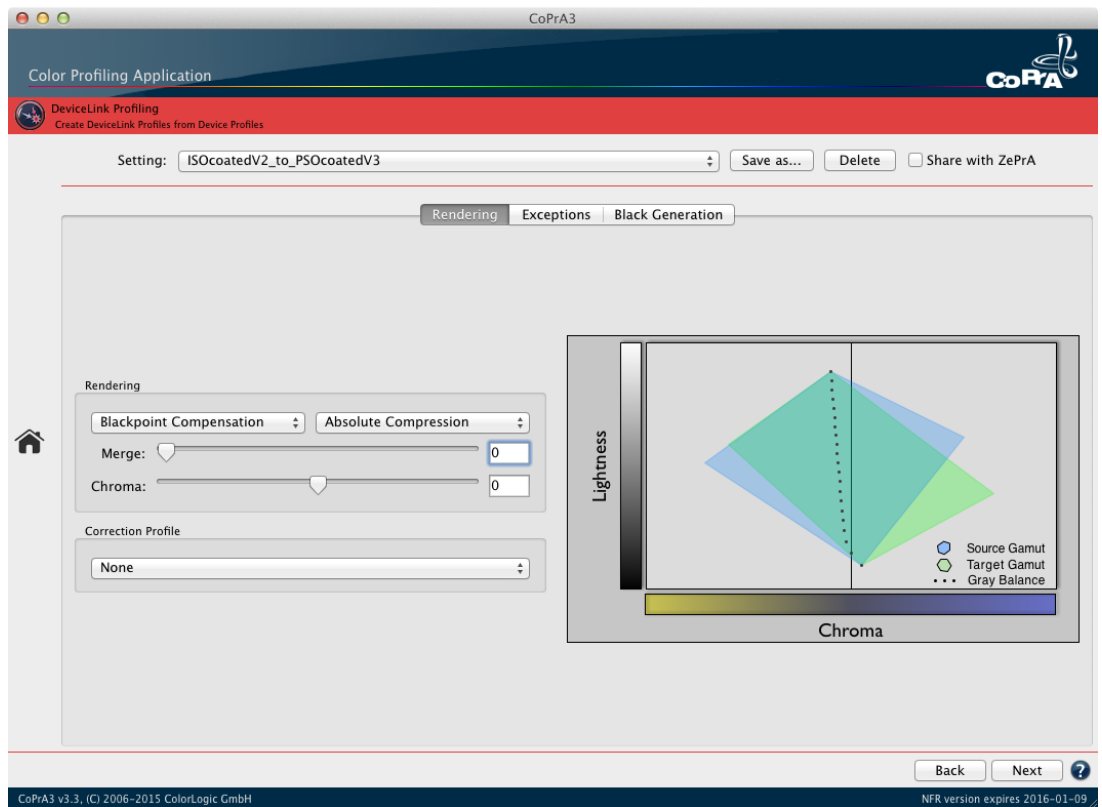 CoPrA3
Color Profiling Application
CoPrA
DeviceLink Profiling
Create DeviceLink Profiles from Device Profiles
Setting: ISOcoatedV2_to_PSOcoatedV3 Save as... Delete Share with ZePrA
Rendering Exceptions Black Generation
Rendering
Blackpoint Compensation Absolute Compression
Merge: 0
Chroma: 0
Correction Profile
None
Lightness
Source Gamut
Target Gamut
Gray Balance
Chroma
Back Next ?
CoPrA3 v3.3, (C) 2006-2015 ColorLogic GmbH NFR version expires 2016-01-09